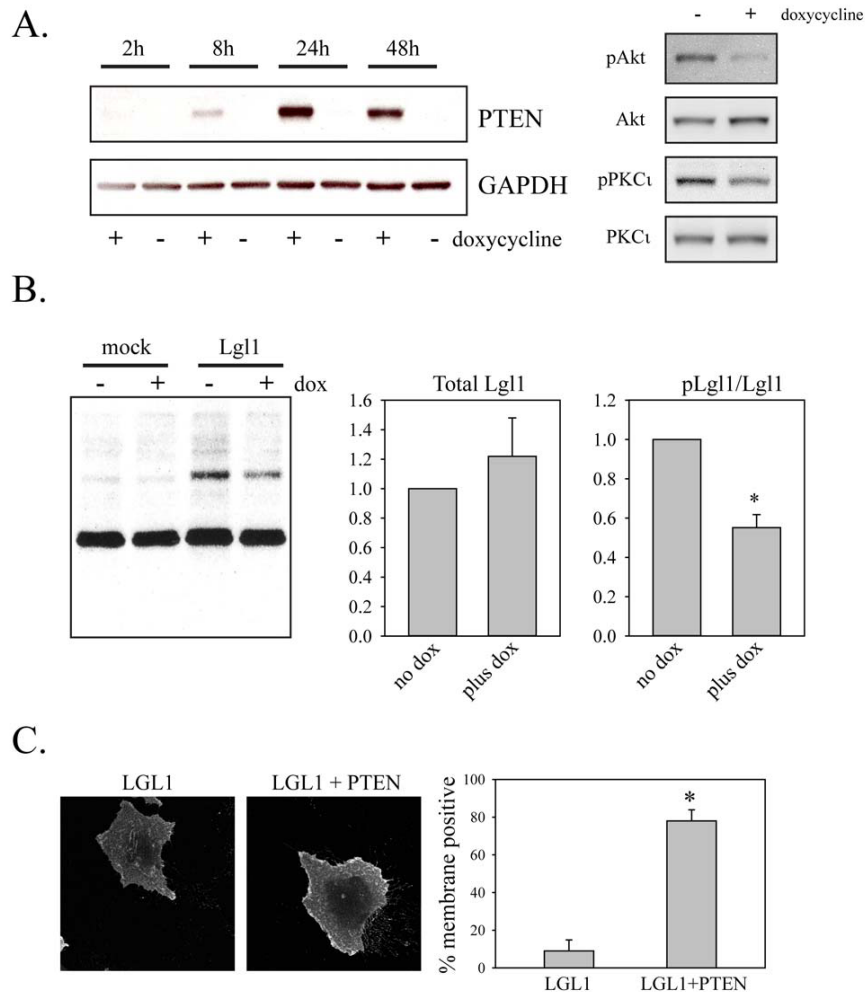 A.
2h 8h 24h 48h
PTEN
GAPDH
+ - + - + - + - doxycycline
- + doxycycline
pAkt
Akt
pPKCι
PKCι
B.
mock Lgl1
- + - + dox
Total Lgl1
1.6
1.4
1.2
1.0
0.8
0.6
0.4
0.2
0.0
no dox plus dox
pLgl1/Lgl1
1.2
1.0
0.8
0.6
0.4
0.2
0.0
*
no dox plus dox
C.
LGL1 LGL1 + PTEN
% membrane positive
100
80
60
40
20
0
*
LGL1 LGL1+PTEN